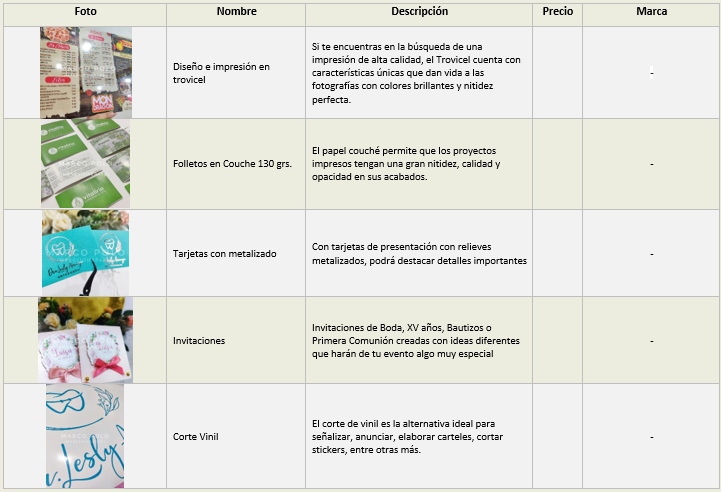 Foto Nombre Descripción Precio Marca
Diseño e impresión en
trovicel
Si te encuentras en la búsqueda de una
impresión de alta calidad, el Trovicel cuenta con
características únicas que dan vida a las
fotografías con colores brillantes y nitidez
perfecta.
-
Folletos en Couche 130 grs.
El papel couché permite que los proyectos
impresos tengan una gran nitidez, calidad y
opacidad en sus acabados.
-
MARCO
Tarjetas con metalizado
Con tarjetas de presentación con relieves
metalizados, podrá destacar detalles importantes
-
Invitaciones
Invitaciones de Boda, XV años, Bautizos o
Primera Comunión creadas con ideas diferentes
que harán de tu evento algo muy especial
-
MARCO POLO
Lesly
Corte Vinil
El corte de vinil es la alternativa ideal para
señalizar, anunciar, elaborar carteles, cortar
stickers, entre otras más.
-